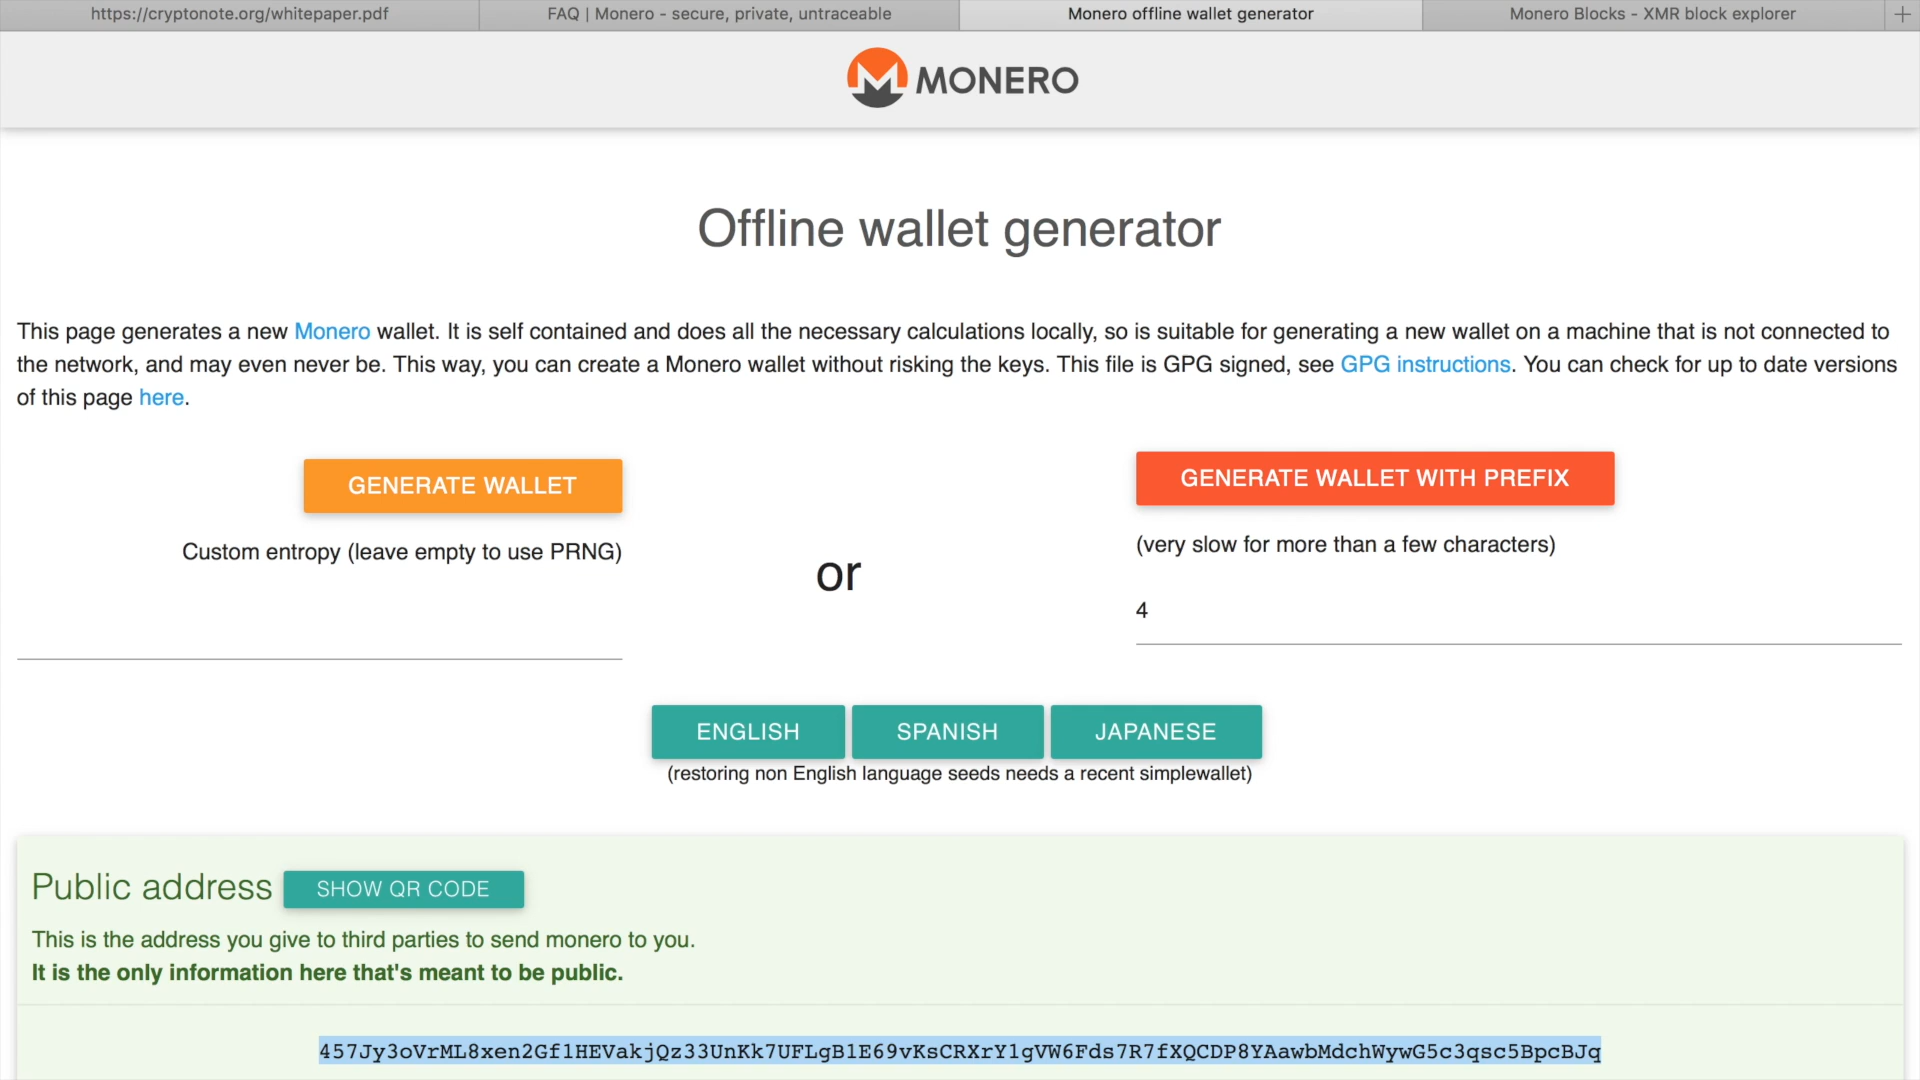 https://cryptonote.org/whitepaper.pdf
FAQ | Monero - secure, private, untraceable
Monero offline wallet generator
Monero Blocks - XMR block explorer
MONERO
Offline wallet generator
This page generates a new Monero wallet. It is self contained and does all the necessary calculations locally, so is suitable for generating a new wallet on a machine that is not connected to
the network, and may even never be. This way, you can create a Monero wallet without risking the keys. This file is GPG signed, see GPG instructions. You can check for up to date versions
of this page here.
GENERATE WALLET
Custom entropy (leave empty to use PRNG)
or
GENERATE WALLET WITH PREFIX
(very slow for more than a few characters)
4
ENGLISH
SPANISH
JAPANESE
(restoring non English language seeds needs a recent simplewallet)
Public address
SHOW QR CODE
This is the address you give to third parties to send monero to you.
It is the only information here that's meant to be public.
457Jy3oVrML8xen2Gf1HEVakjQz33UnKk7UFLgB1E69vKsCRXrY1gVW6Fds7R7fXQCDP8YAawbMdchWywG5c3qsc5BpcBJq